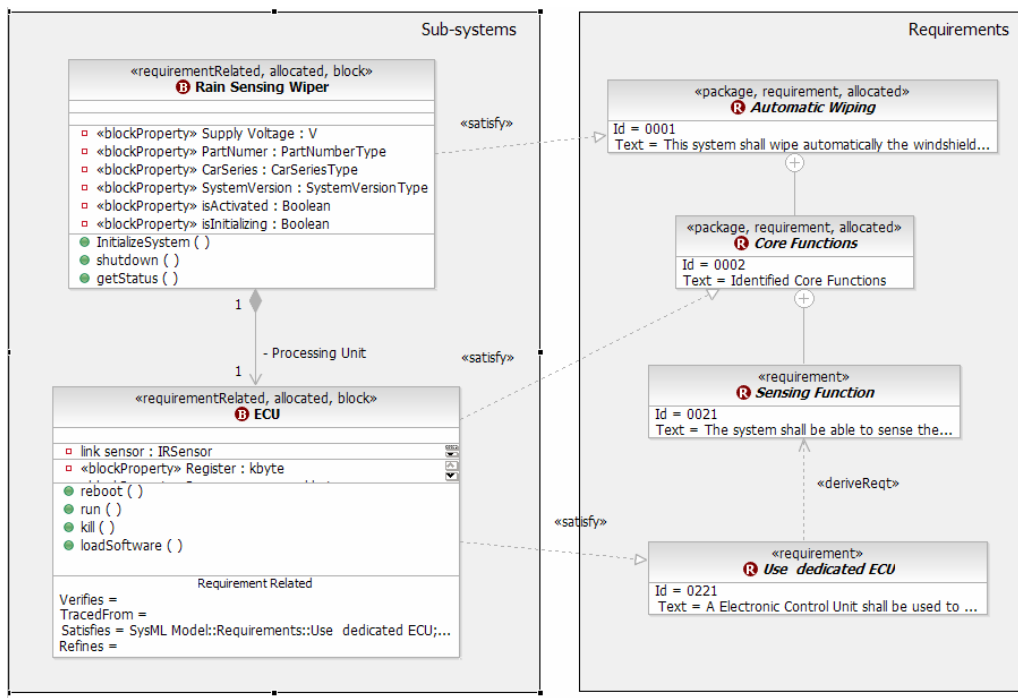 Sub-systems
«requirementRelated, allocated, block»
B Rain Sensing Wiper
«blockProperty» Supply Voltage : V
«blockProperty» PartNumer : PartNumberType
«blockProperty» CarSeries : CarSeriesType
«blockProperty» SystemVersion : SystemVersionType
«blockProperty» isActivated : Boolean
«blockProperty» isInitializing : Boolean
InitializeSystem ( )
shutdown ( )
getStatus ( )
1
- Processing Unit
1
«requirementRelated, allocated, block»
B ECU
link sensor : IRSensor
«blockProperty» Register : kbyte
reboot ( )
run ( )
kill ( )
loadSoftware ( )
Requirement Related
Verifies =
TracedFrom =
Satisfies = SysML Model::Requirements::Use dedicated ECU;...
Refines =
«satisfy»
«satisfy»
«satisfy»
Requirements
«package, requirement, allocated»
R Automatic Wiping
Id = 0001
Text = This system shall wipe automatically the windshield...
«package, requirement, allocated»
R Core Functions
Id = 0002
Text = Identified Core Functions
«requirement»
R Sensing Function
Id = 0021
Text = The system shall be able to sense the...
«deriveReqt»
«requirement»
R Use dedicated ECU
Id = 0221
Text = A Electronic Control Unit shall be used to ...